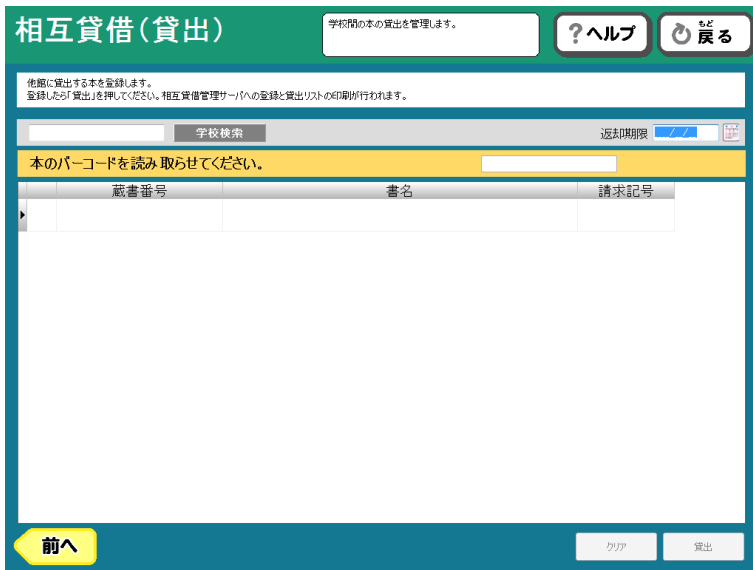 相互貸借(貸出)
学校間の本の貸出を管理します。
?ヘルプ
もど
戻る
他館に貸出する本を登録します。
登録したら「貸出」を押してください。相互貸借管理サーバへの登録と貸出リストの印刷が行われます。
学校検索
返却期限
/ /
本のバーコードを読み取らせてください。
蔵書番号 書名 請求記号
前へ
クリア
貸出